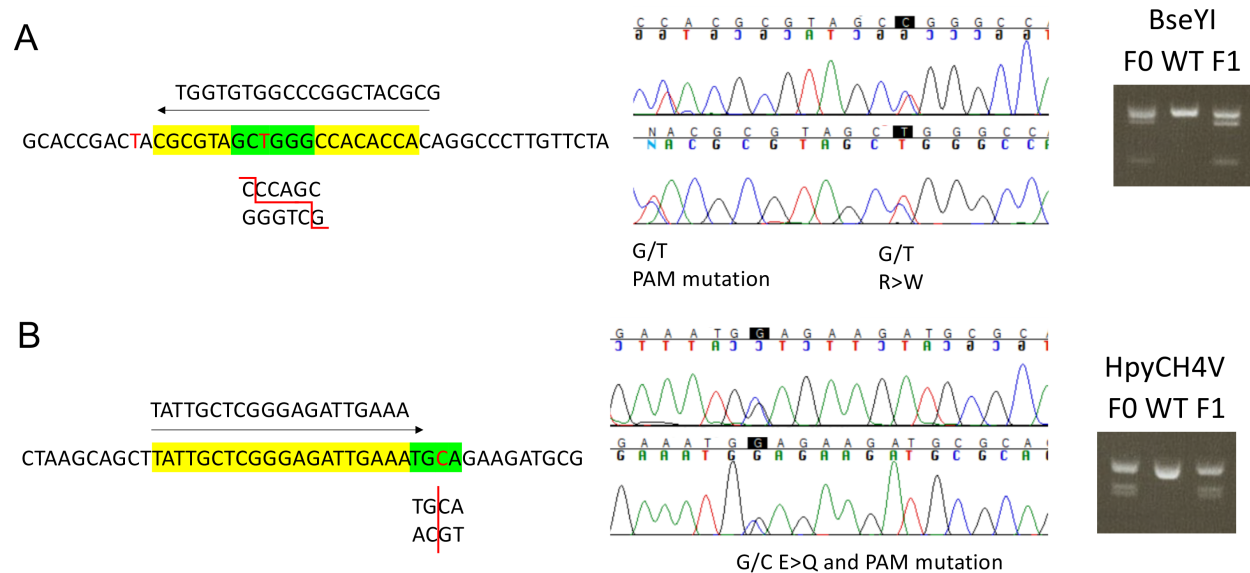 A
TGGTGTGGCCCGGCTACGCG
GCACCGACTACGCGTAGCTGGGCCACACCACAGGCCCTTGTTCTA
CCCAGC
GGGTCG
C C A C G C G T A G C C G G G C C A
G G T G C G C A T C G G C C C G G T
N A C G C G T A G C T G G G C C A
N A C G C G T A G C T G G G C C A
G/T
PAM mutation
G/T
R>W
BseYI
F0 WT F1
B
TATTGCTCGGGAGATTGAAA
CTAAGCAGCTTATTGCTCGGGAGATTGAAATGCAGAAGATGCG
TGCA
ACGT
G A A A T G G A G A A G A T G C G C A
C T T T A C C T C T T C T A C G C G T
G A A A T G G A G A A G A T G C G C A G
G A A A T G G A G A A G A T G C G C A G
G/C E>Q and PAM mutation
HpyCH4V
F0 WT F1